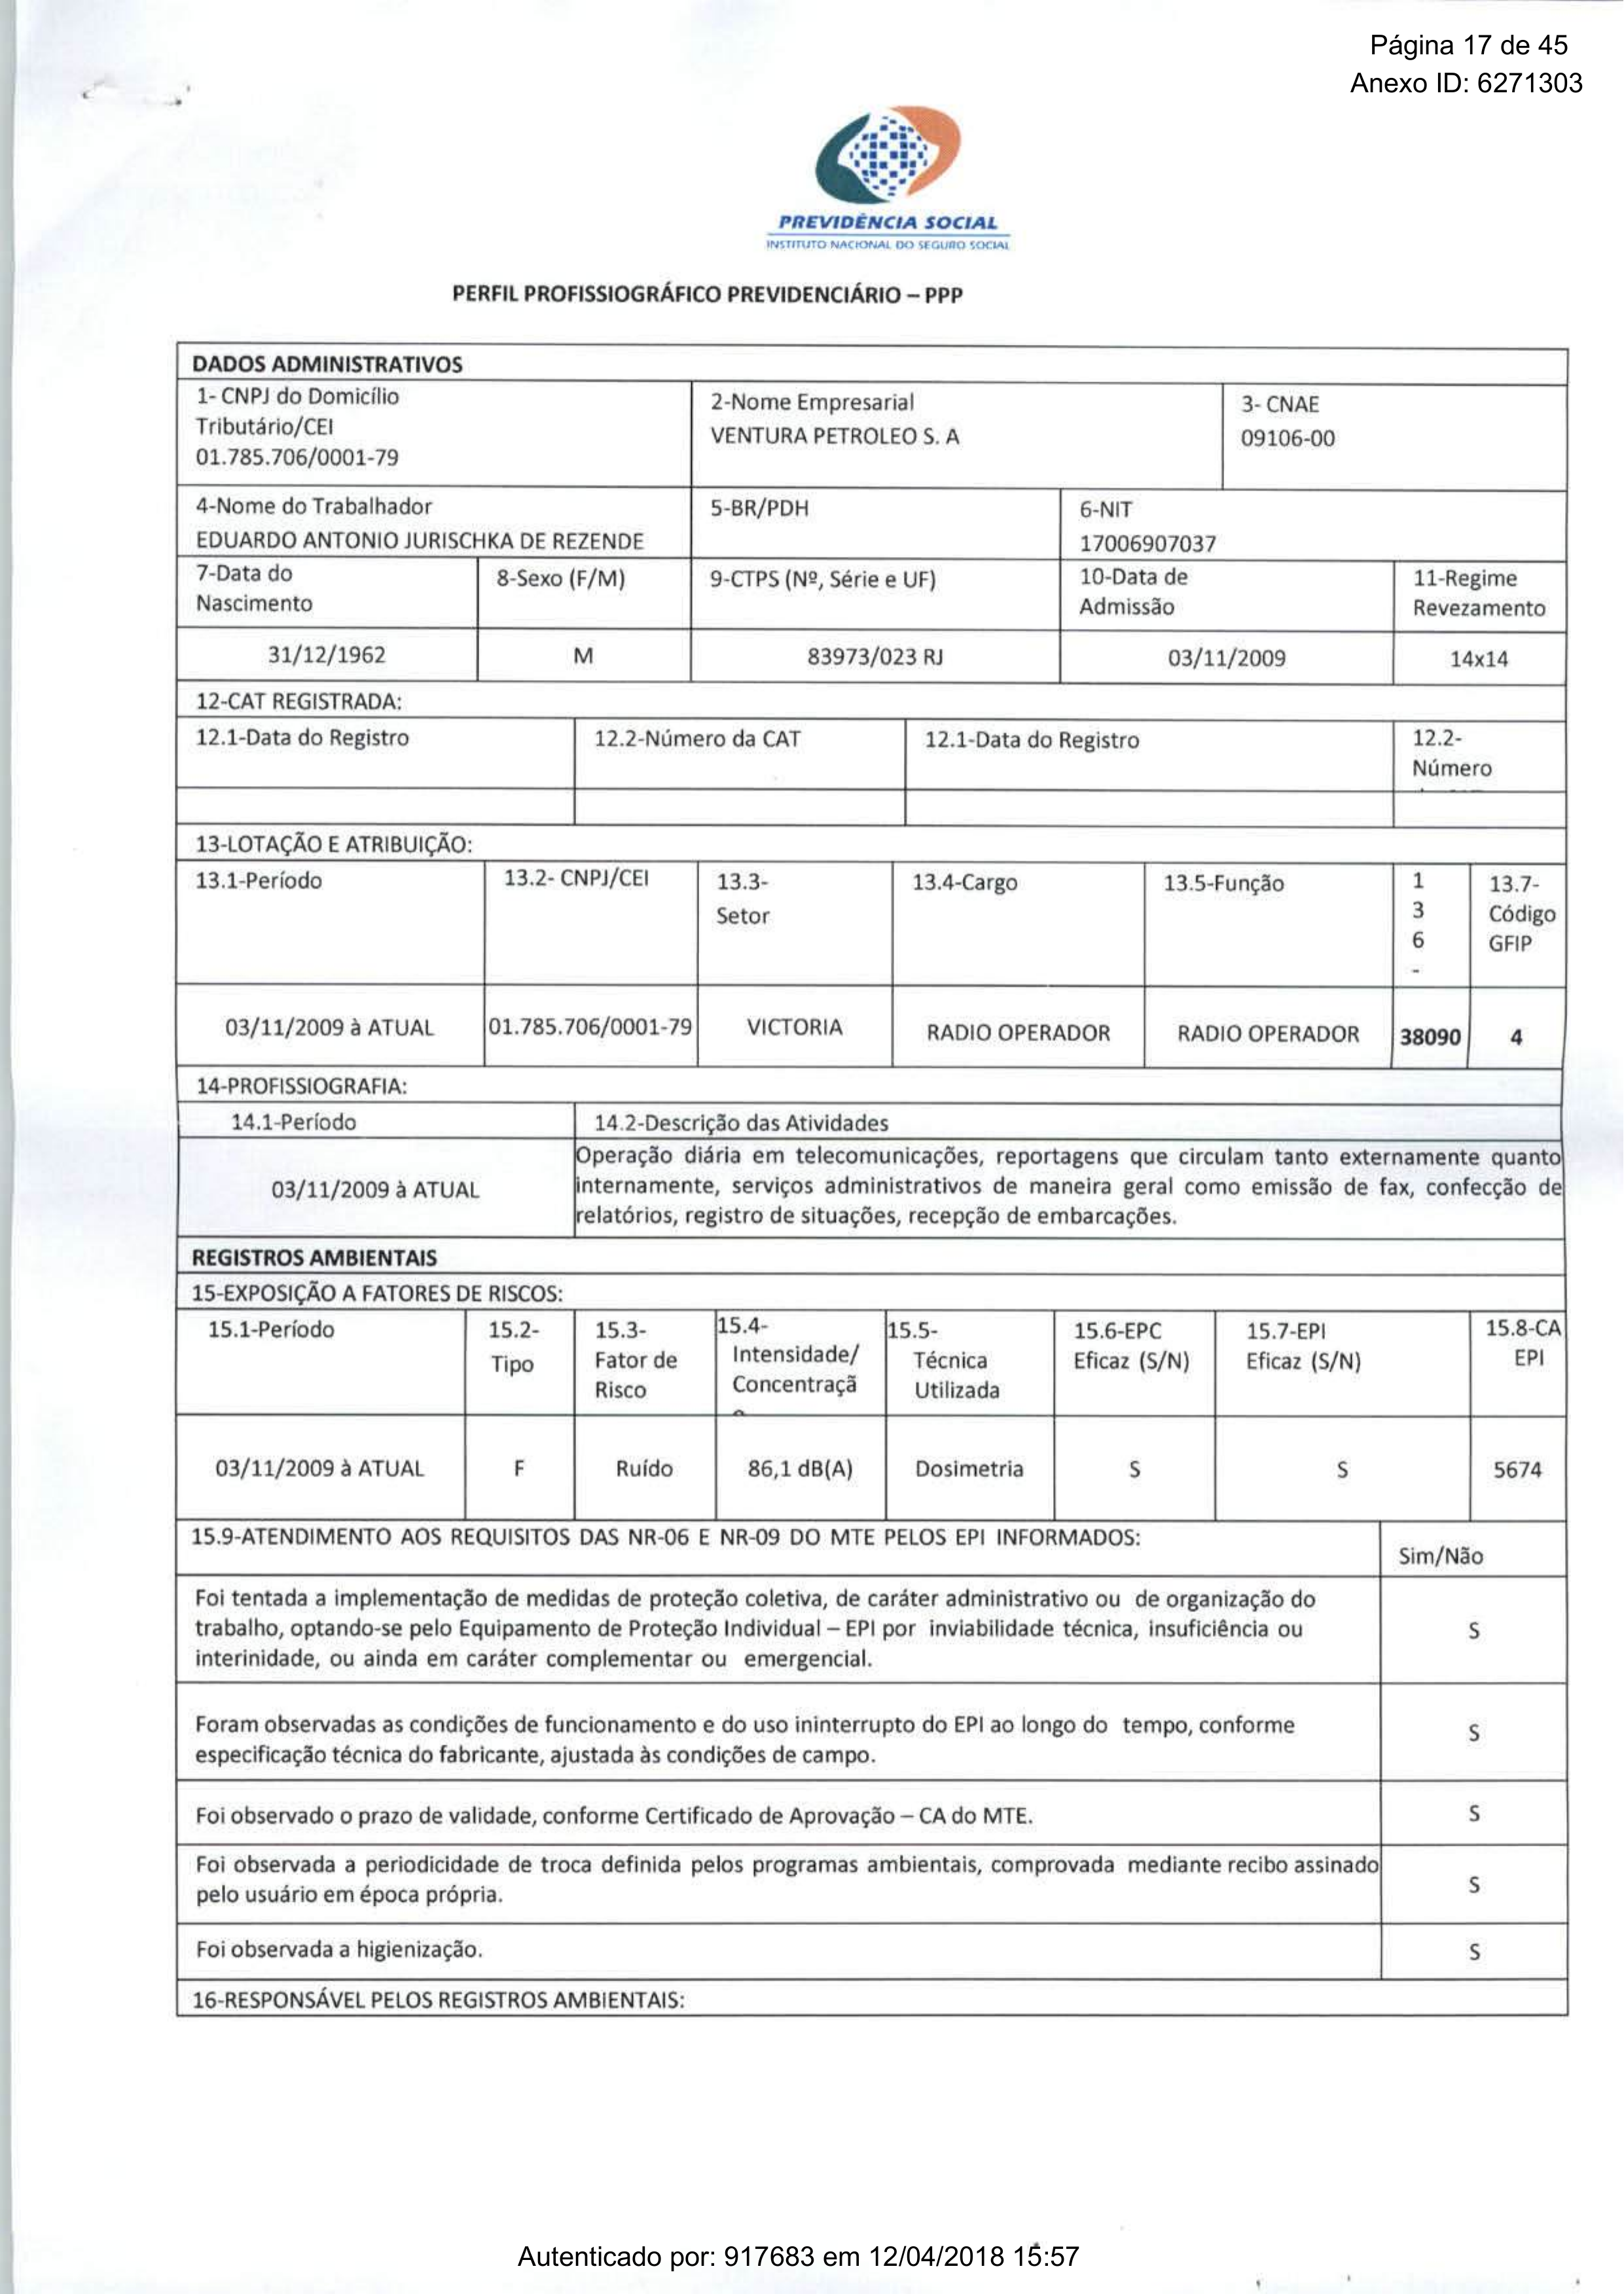 Página 17 de 45
Anexo ID: 6271303
PREVIDÊNCIA SOCIAL
INSTITUTO NACIONAL DO SEGURO SOCIAL
PERFIL PROFISSIOGRÁFICO PREVIDENCIÁRIO – PPP
DADOS ADMINISTRATIVOS
1- CNPJ do Domicílio
Tributário/CEI
01.785.706/0001-79
2-Nome Empresarial
VENTURA PETROLEO S. A
3- CNAE
09106-00
4-Nome do Trabalhador
EDUARDO ANTONIO JURISCHKA DE REZENDE
5-BR/PDH
6-NIT
17006907037
7-Data do
Nascimento
8-Sexo (F/M)
9-CTPS (Nº, Série e UF)
10-Data de
Admissão
11-Regime
Revezamento
31/12/1962
M
83973/023 RJ
03/11/2009
14x14
12-CAT REGISTRADA:
12.1-Data do Registro
12.2-Número da CAT
12.1-Data do Registro
12.2-
Número
13-LOTAÇÃO E ATRIBUIÇÃO:
13.1-Período
13.2- CNPJ/CEI
13.3-
Setor
13.4-Cargo
13.5-Função
1
3
6
-
13.7-
Código
GFIP
03/11/2009 à ATUAL
01.785.706/0001-79
VICTORIA
RADIO OPERADOR
RADIO OPERADOR
38090
4
14-PROFISSIOGRAFIA:
14.1-Período
14.2-Descrição das Atividades
03/11/2009 à ATUAL
Operação diária em telecomunicações, reportagens que circulam tanto externamente quanto
internamente, serviços administrativos de maneira geral como emissão de fax, confecção de
relatórios, registro de situações, recepção de embarcações.
REGISTROS AMBIENTAIS
15-EXPOSIÇÃO A FATORES DE RISCOS:
15.1-Período
15.2-
Tipo
15.3-
Fator de
Risco
15.4-
Intensidade/
Concentraçã
15.5-
Técnica
Utilizada
15.6-EPC
Eficaz (S/N)
15.7-EPI
Eficaz (S/N)
15.8-CA
EPI
03/11/2009 à ATUAL
F
Ruído
86,1 dB(A)
Dosimetria
S
S
5674
15.9-ATENDIMENTO AOS REQUISITOS DAS NR-06 E NR-09 DO MTE PELOS EPI INFORMADOS:
Sim/Não
Foi tentada a implementação de medidas de proteção coletiva, de caráter administrativo ou de organização do
trabalho, optando-se pelo Equipamento de Proteção Individual – EPI por inviabilidade técnica, insuficiência ou
interinidade, ou ainda em caráter complementar ou emergencial.
S
Foram observadas as condições de funcionamento e do uso ininterrupto do EPI ao longo do tempo, conforme
especificação técnica do fabricante, ajustada às condições de campo.
S
Foi observado o prazo de validade, conforme Certificado de Aprovação – CA do MTE.
S
Foi observada a periodicidade de troca definida pelos programas ambientais, comprovada mediante recibo assinado
pelo usuário em época própria.
S
Foi observada a higienização.
S
16-RESPONSÁVEL PELOS REGISTROS AMBIENTAIS:
Autenticado por: 917683 em 12/04/2018 15:57